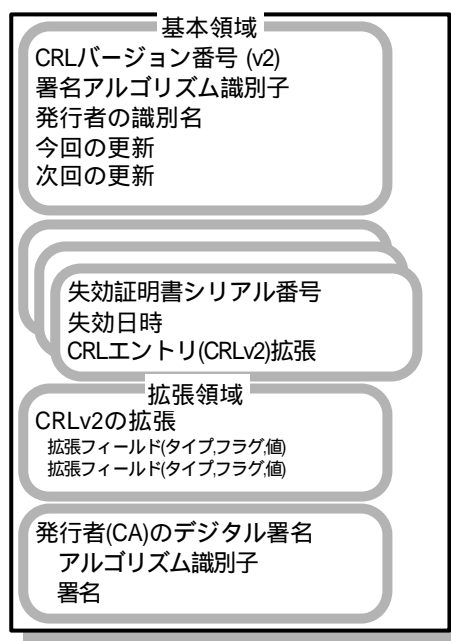 基本領域
CRLバージョン番号 (v2)
署名アルゴリズム識別子
発行者の識別名
今回の更新
次回の更新
失効証明書シリアル番号
失効日時
CRLエントリ(CRLv2)拡張
拡張領域
CRLv2の拡張
拡張フィールド(タイプ,フラグ,値)
拡張フィールド(タイプ,フラグ,値)
発行者(CA)のデジタル署名
アルゴリズム識別子
署名